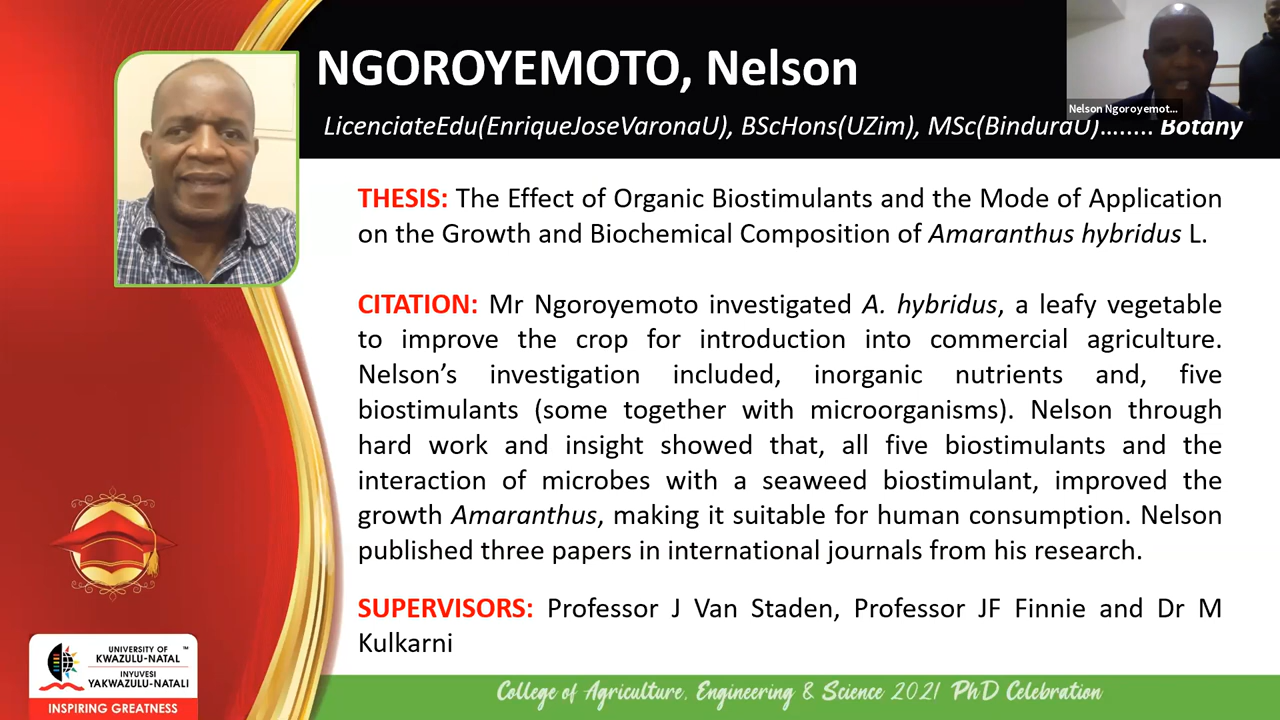 NGOROYEMOTO, Nelson
Nelson Ngoroyemot...
LicenciateEdu(EnriqueJoseVaronaU), BScHons(UZim), MSc(BinduraU)........ Botany
THESIS: The Effect of Organic Biostimulants and the Mode of Application
on the Growth and Biochemical Composition of Amaranthus hybridus L.
CITATION: Mr Ngoroyemoto investigated A. hybridus, a leafy vegetable
to improve the crop for introduction into commercial agriculture.
Nelson’s investigation included, inorganic nutrients and, five
biostimulants (some together with microorganisms). Nelson through
hard work and insight showed that, all five biostimulants and the
interaction of microbes with a seaweed biostimulant, improved the
growth Amaranthus, making it suitable for human consumption. Nelson
published three papers in international journals from his research.
SUPERVISORS: Professor J Van Staden, Professor JF Finnie and Dr M
Kulkarni
UNIVERSITY OF ™
KWAZULU-NATAL
INYUVESI
YAKWAZULU-NATALI
INSPIRING GREATNESS
College of Agriculture, Engineering & Science 2021 PhD Celebration